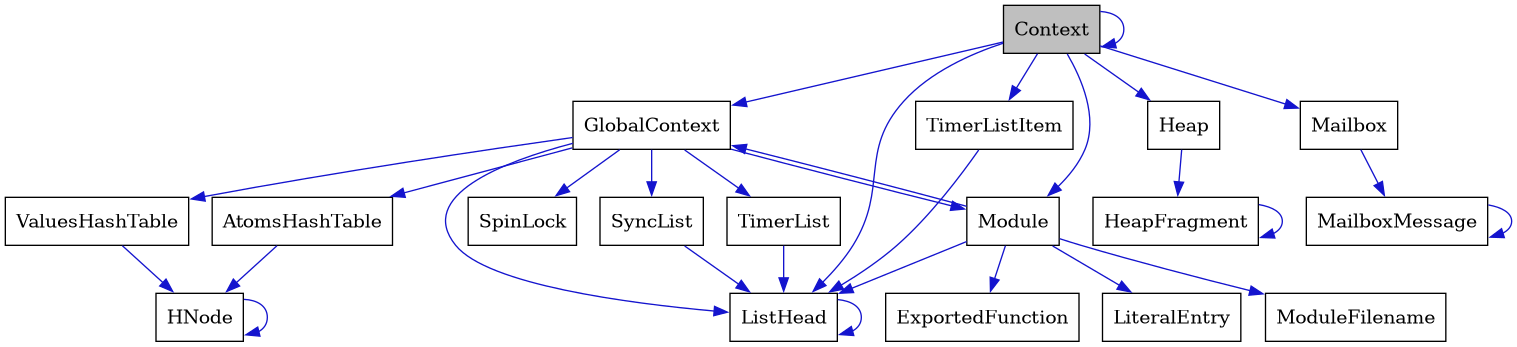 Context
GlobalContext
TimerListItem
Heap
Mailbox
ValuesHashTable
AtomsHashTable
SpinLock
SyncList
TimerList
Module
HeapFragment
MailboxMessage
HNode
ListHead
ExportedFunction
LiteralEntry
ModuleFilename